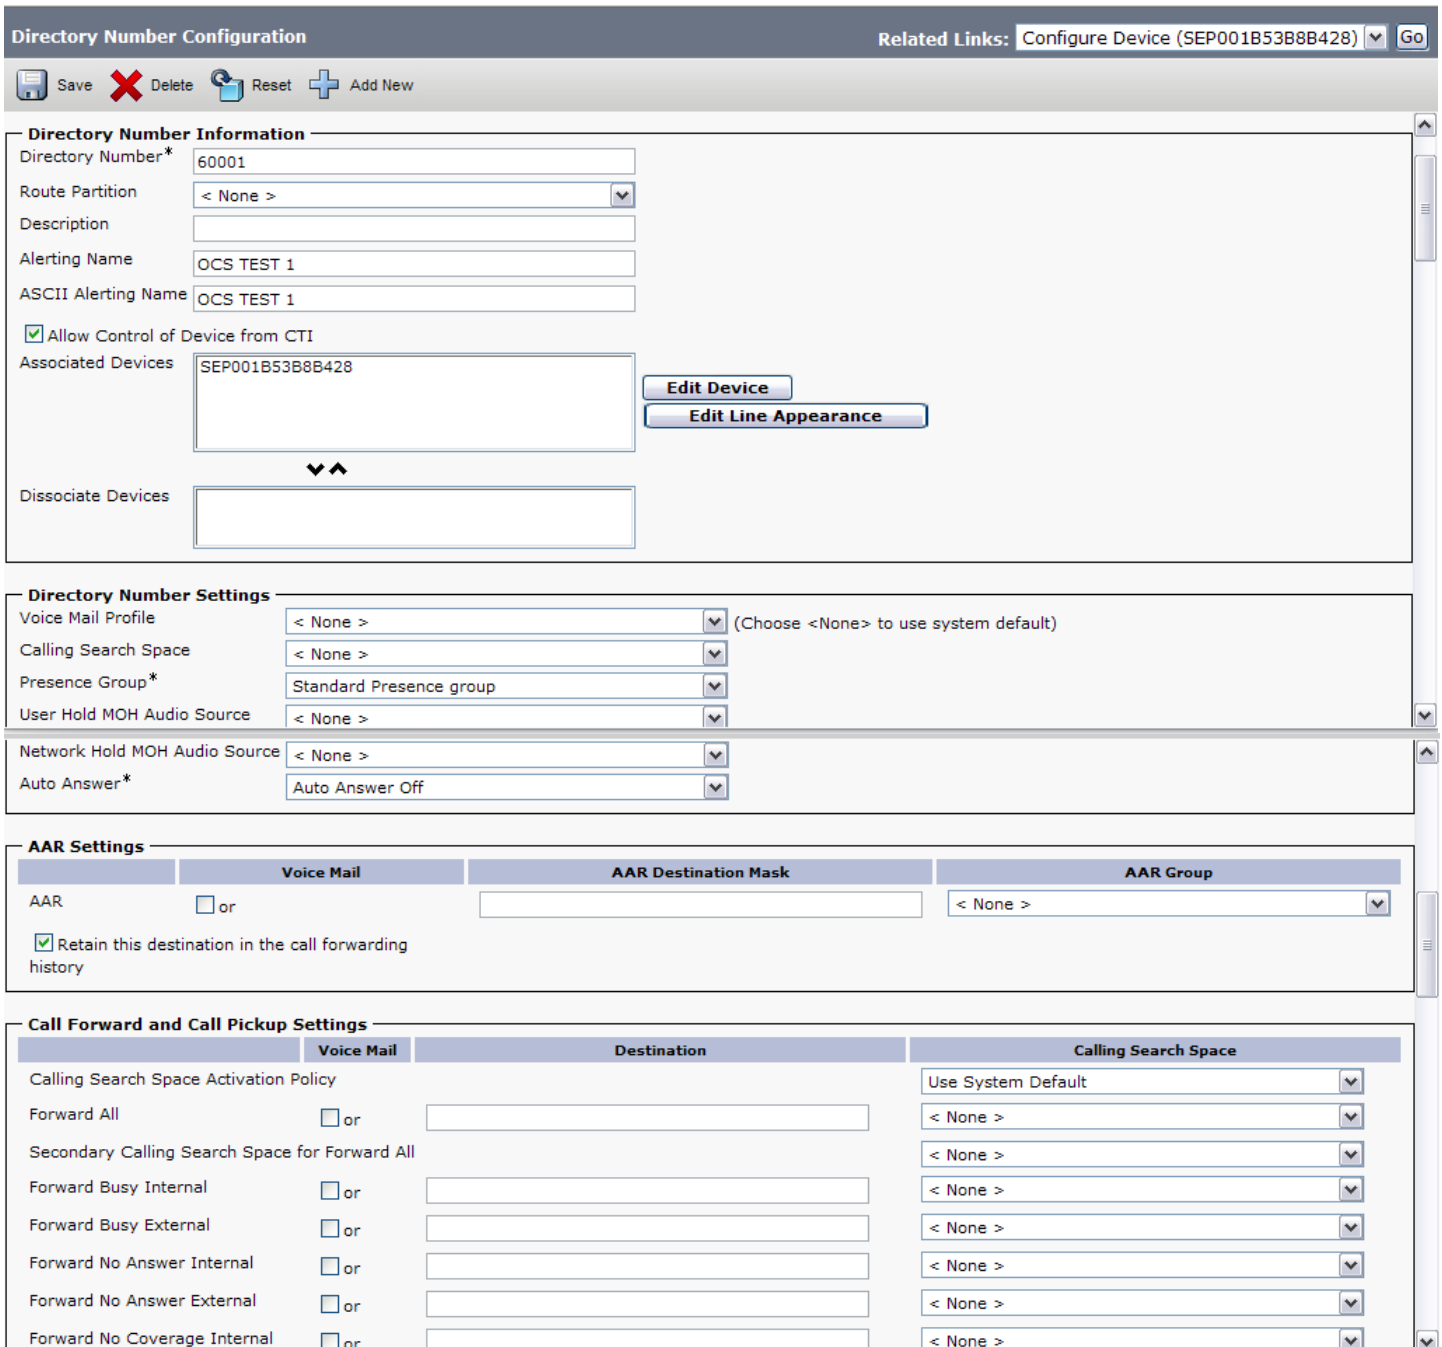 Directory Number Configuration
Related Links: Configure Device (SEP001B53B8B428) Go
Save Delete Reset Add New
Directory Number Information
Directory Number* 60001
Route Partition < None >
Description
Alerting Name OCS TEST 1
ASCII Alerting Name OCS TEST 1
Allow Control of Device from CTI
Associated Devices SEP001B53B8B428
Edit Device
Edit Line Appearance
Dissociate Devices
Directory Number Settings
Voice Mail Profile < None > (Choose <None> to use system default)
Calling Search Space < None >
Presence Group* Standard Presence group
User Hold MOH Audio Source < None >
Network Hold MOH Audio Source < None >
Auto Answer* Auto Answer Off
AAR Settings
Voice Mail AAR Destination Mask AAR Group
AAR or < None >
Retain this destination in the call forwarding
history
Call Forward and Call Pickup Settings
Voice Mail Destination Calling Search Space
Calling Search Space Activation Policy Use System Default
Forward All or < None >
Secondary Calling Search Space for Forward All < None >
Forward Busy Internal or < None >
Forward Busy External or < None >
Forward No Answer Internal or < None >
Forward No Answer External or < None >
Forward No Coverage Internal or < None >